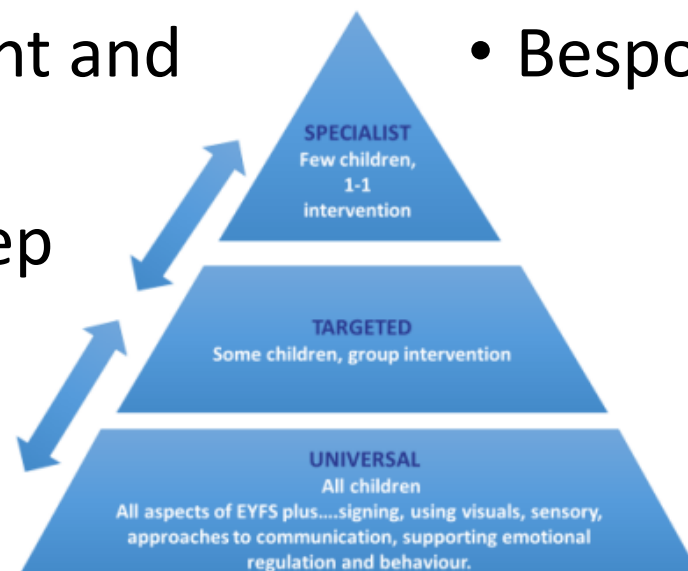 nt and
• Bespo
ep
SPECIALIST
Few children,
1-1
intervention
TARGETED
Some children, group intervention
UNIVERSAL
All children
All aspects of EYFS plus....signing, using visuals, sensory,
approaches to communication, supporting emotional
regulation and behaviour.